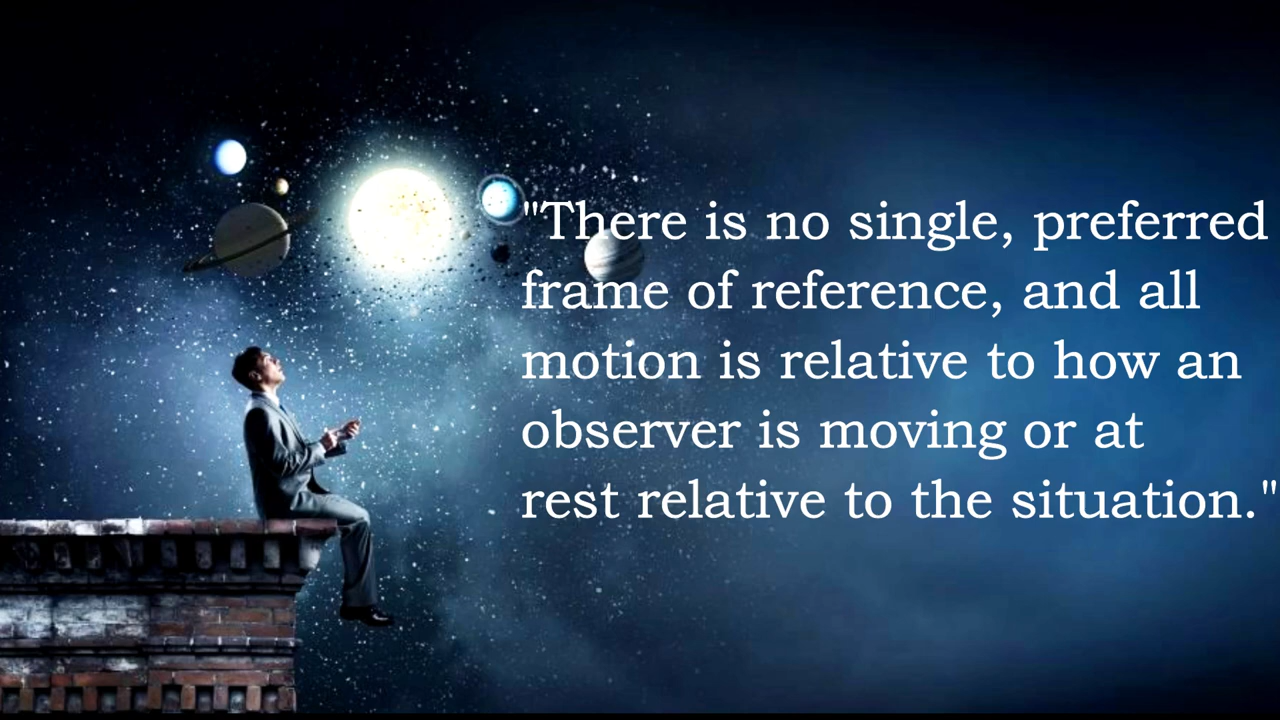 "There is no single, preferred
frame of reference, and all
motion is relative to how an
observer is moving or at
rest relative to the situation."